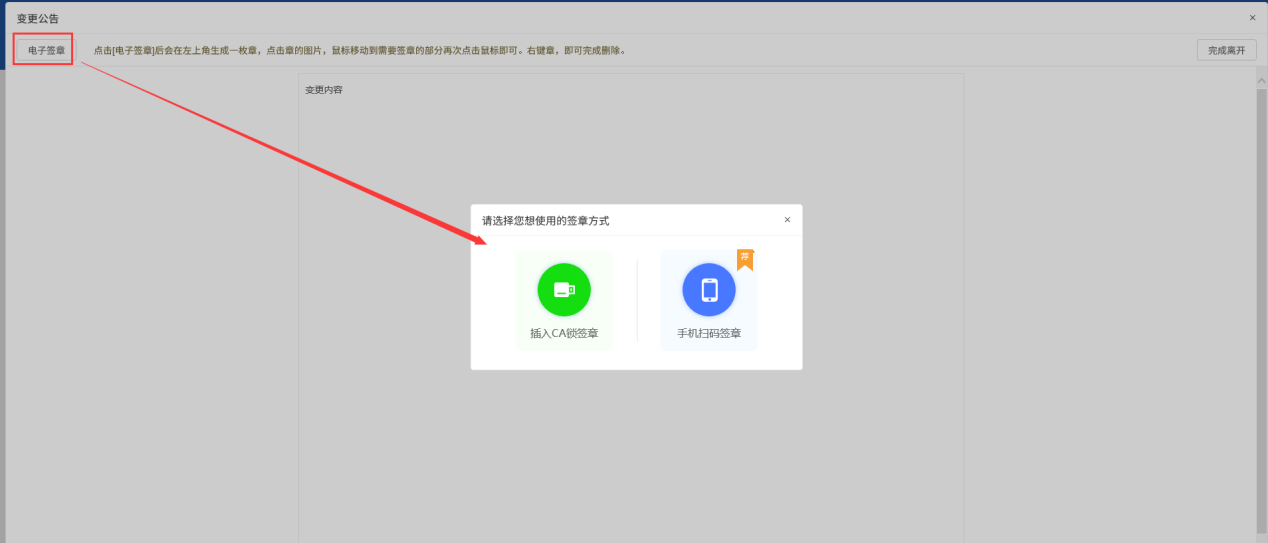 变更公告
电子签章
点击[电子签章]后会在左上角生成一枚章，点击章的图片，鼠标移动到需要签章的部分再次点击鼠标即可。右键章，即可完成删除。
完成离开
变更内容
请选择您想使用的签章方式
荐
插入CA锁签章
手机扫码签章